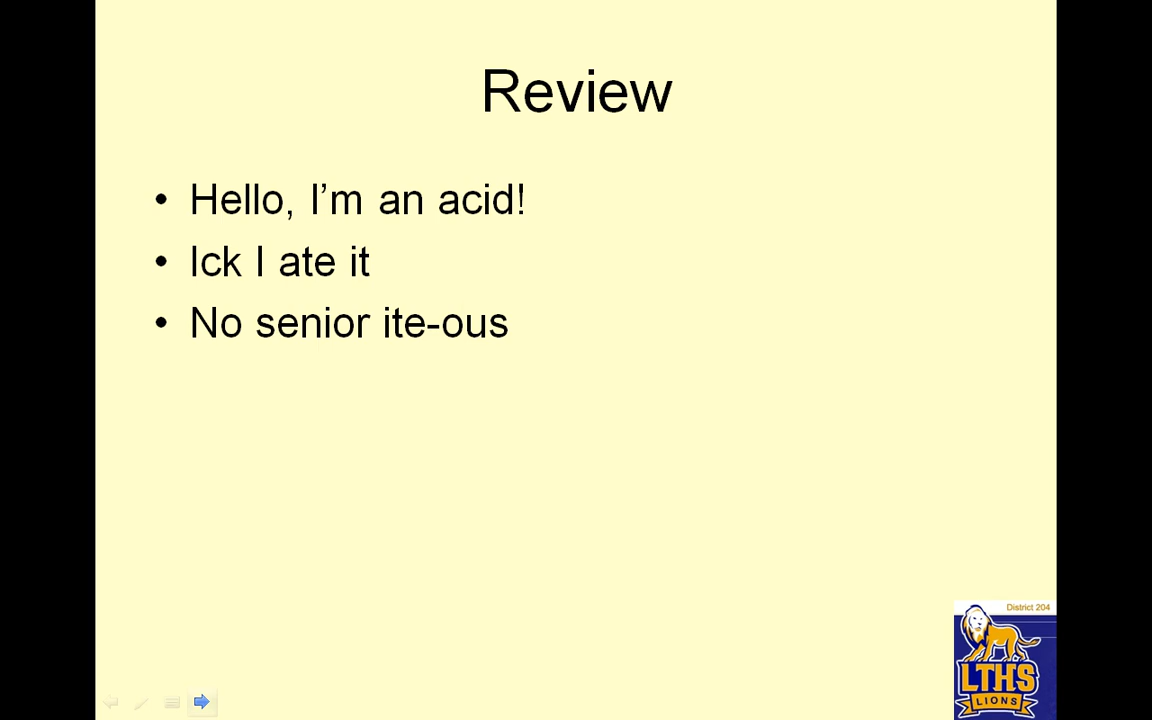 Review
• Hello, I’m an acid!
• Ick I ate it
• No senior ite-ous
District 204
LTHS
LIONS